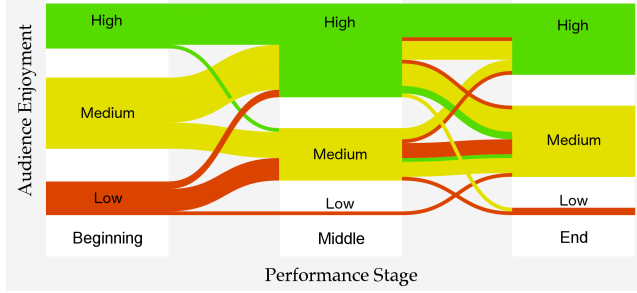 Audience Enjoyment
High
High
High
Medium
Medium
Medium
Low
Low
Low
Beginning
Middle
End
Performance Stage